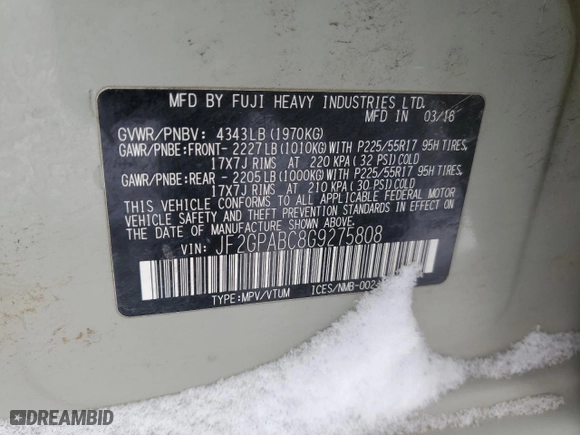 MFD BY FUJI HEAVY INDUSTRIES LTD.
MFD IN 03/16
GVWR/PNBV: 4343LB (1970KG)
GAWR/PNBE:FRONT- 2227LB(1010KG)WITH P225/55R17 95H TIRES,
17X7J RIMS AT 220 KPA (32 PSI)COLD
GAWR/PNBE:REAR - 2205LB(1000KG)WITH P225/55R17 95H TIRES,
17X7J RIMS AT 210 KPA (30 PSI)COLD
THIS VEHICLE CONFORMS TO ALL APPLICABLE FEDERAL MOTOR
VEHICLE SAFETY AND THEFT PREVENTION STANDARDS IN EFFECT ON
THE DATE OF MANUFACTURE SHOWN ABOVE.
VIN: JF2GPABC8G9275808
TYPE:MPV/VTUM ICES/NMB-002
DREAMBID